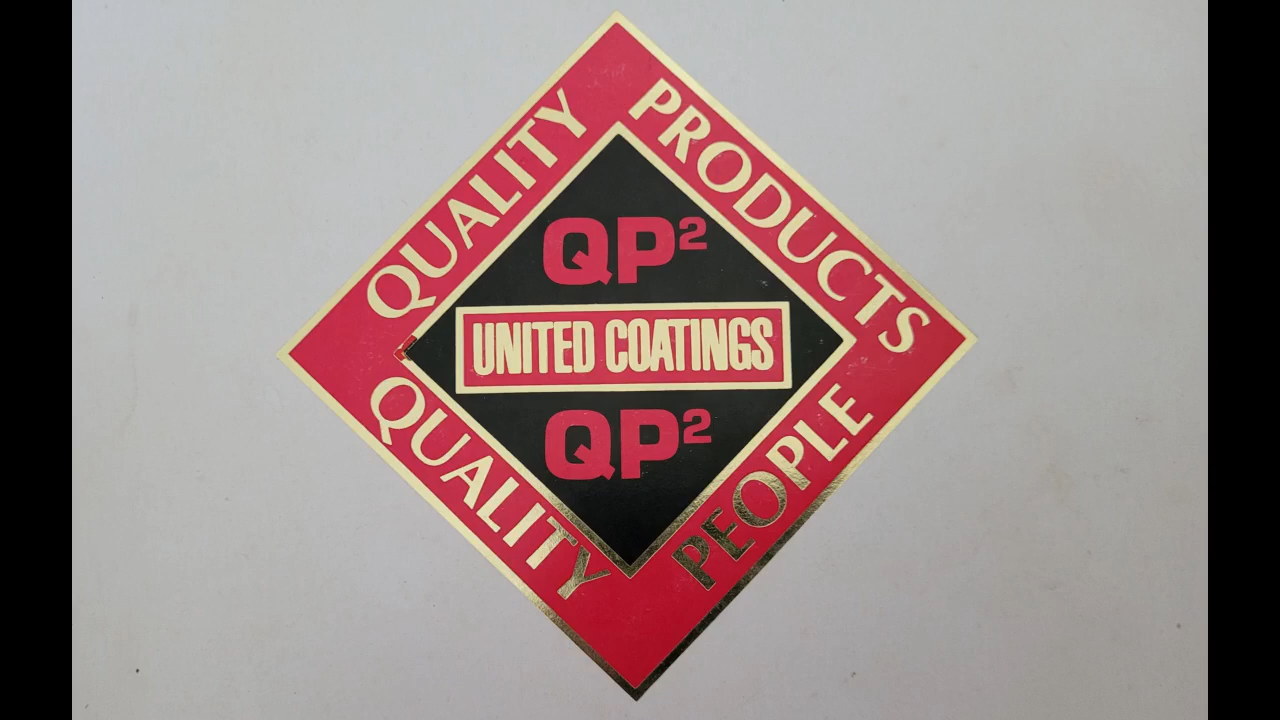 QUALITY
PRODUCTS
QP²
UNITED COATINGS
QP²
QUALITY
PEOPLE